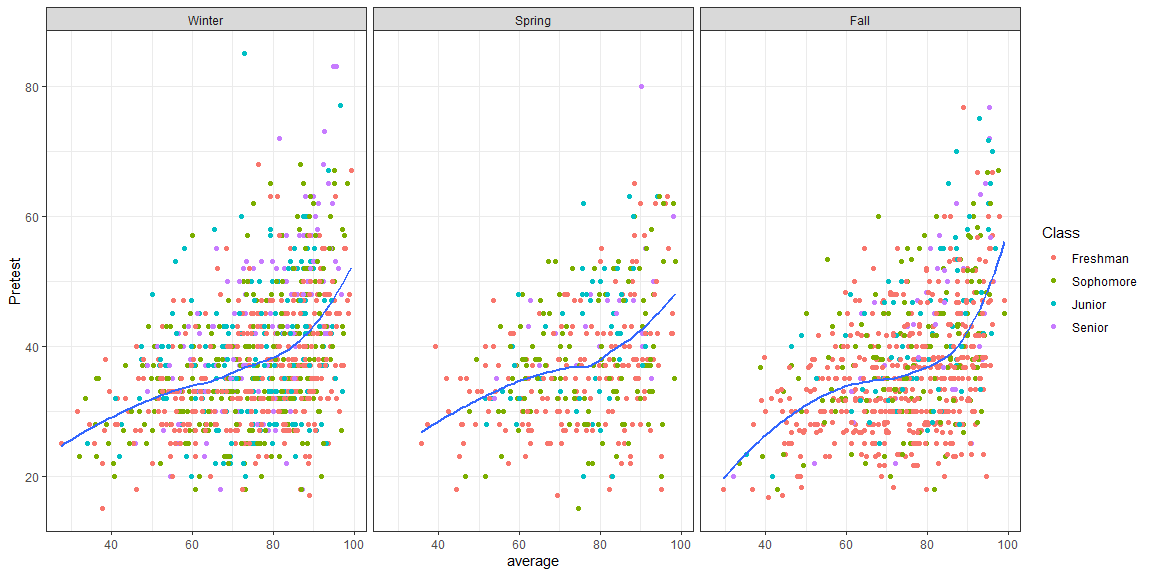 Winter Spring Fall
80
60
40
20
Pretest
40 60 80 100 40 60 80 100 40 60 80 100
average
Class
Freshman
Sophomore
Junior
Senior